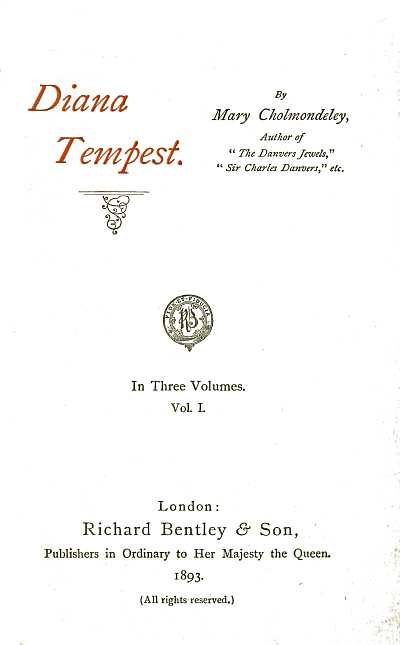 Diana
Tempest.
By
Mary Cholmondeley,
Author of
"The Danvers Jewels,"
"Sir Charles Danvers," etc.
In Three Volumes.
Vol. I.
London:
Richard Bentley & Son,
Publishers in Ordinary to Her Majesty the Queen.
1893.
(All rights reserved.)